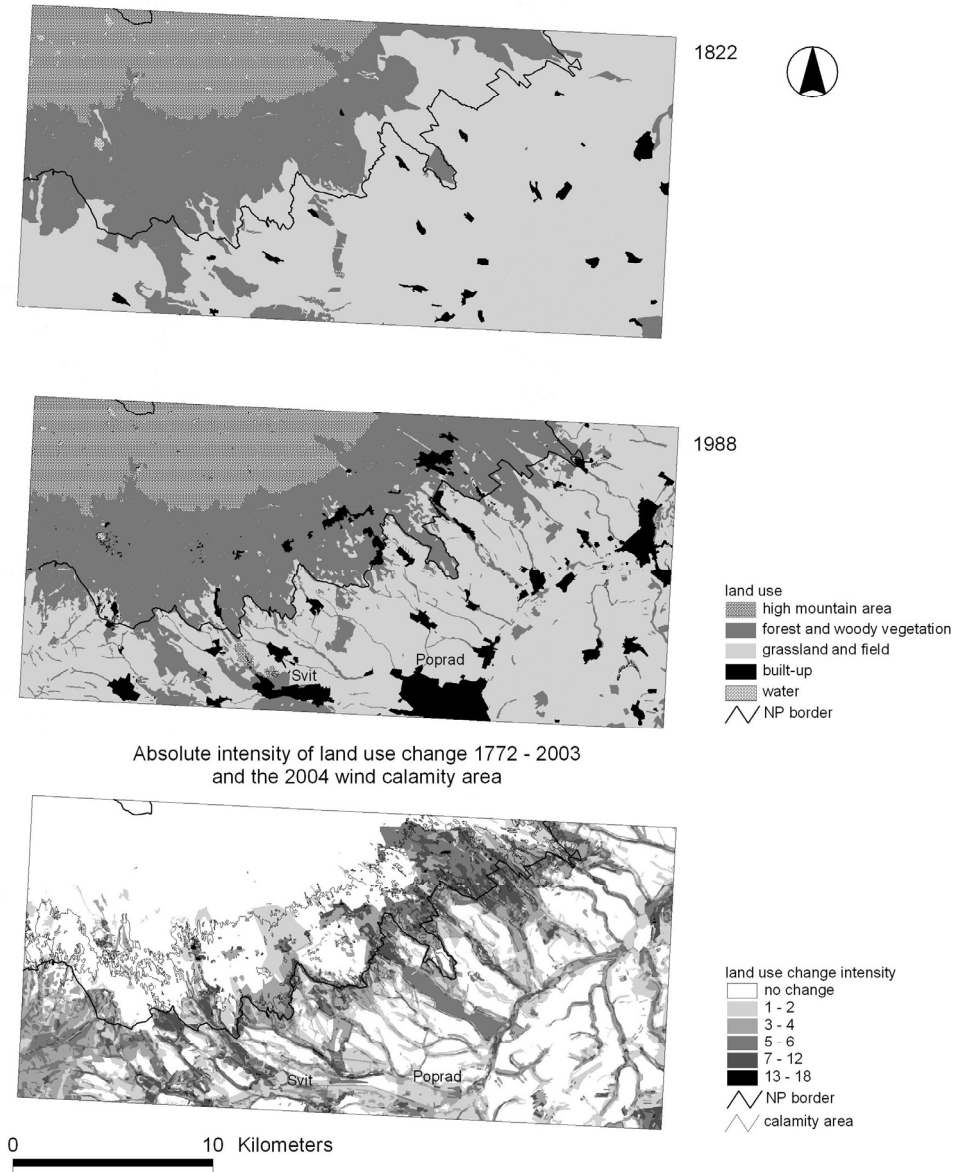 1822
1988
land use
high mountain area
forest and woody vegetation
grassland and field
built-up
water
NP border
Poprad
Svit
Absolute intensity of land use change 1772 - 2003
and the 2004 wind calamity area
land use change intensity
no change
1 - 2
3 - 4
5 - 6
7 - 12
13 - 18
NP border
calamity area
Svit
Poprad
0 10 Kilometers